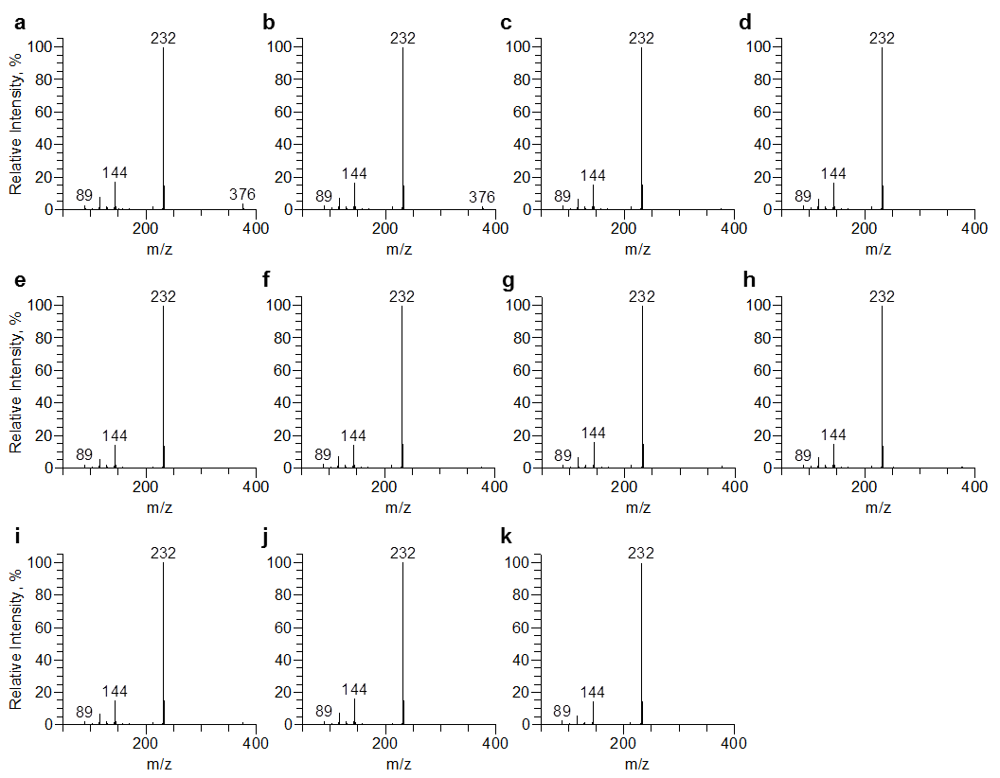 a b c d
232 232 232 232
100 100 100 100
80 80 80 80
60 60 60 60
40 40 40 40
20 20 20 20
0 0 0 0
144 144 144 144
89 89 89 89
376 376
Relative Intensity, %
200 400 200 400 200 400 200 400
m/z m/z m/z m/z
e f g h
232 232 232 232
100 100 100 100
80 80 80 80
60 60 60 60
40 40 40 40
20 20 20 20
0 0 0 0
144 144 144 144
89 89 89 89
Relative Intensity, %
200 400 200 400 200 400 200 400
m/z m/z m/z m/z
i j k
232 232 232
100 100 100
80 80 80
60 60 60
40 40 40
20 20 20
0 0 0
144 144 144
89 89 89
Relative Intensity, %
200 400 200 400 200 400
m/z m/z m/z